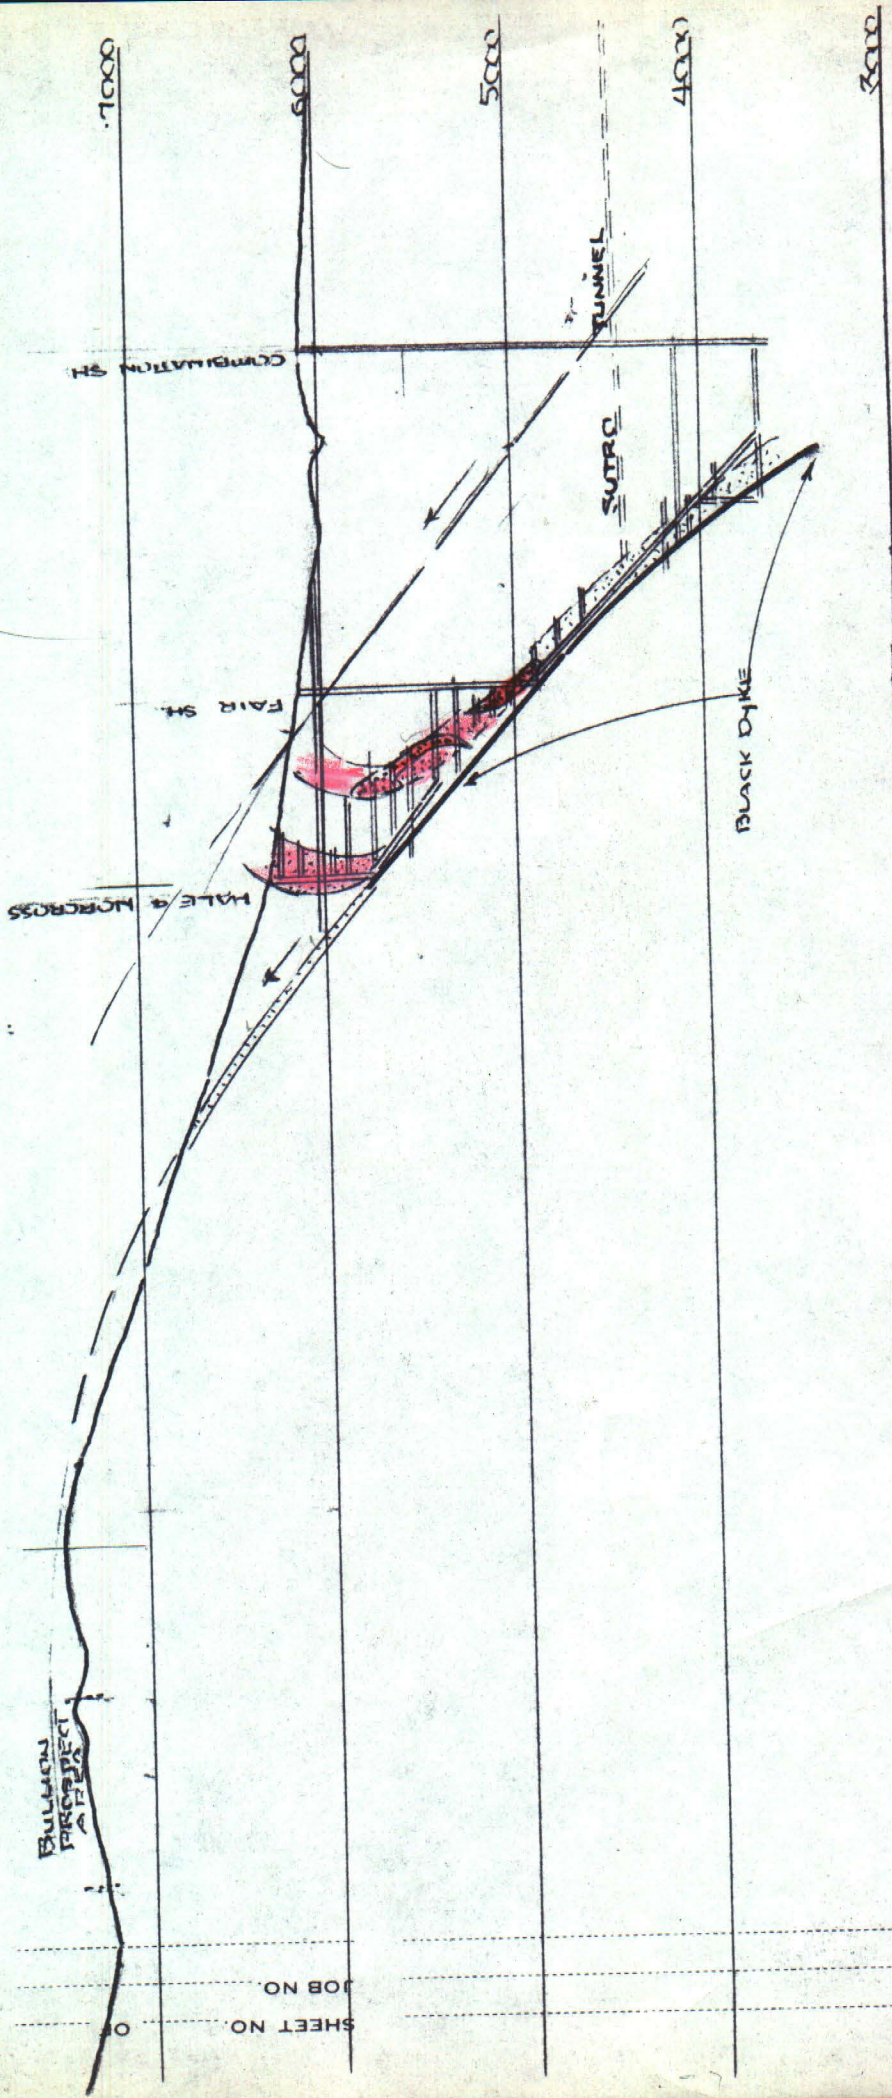 7000
6000
5000
4000
3000
COMBINATION SH
SUTRO TUNNEL
FAIR SH.
HALE & NORCROSS
BLACK DYKE
BULLION
PROSPECT
AREA
JOB NO.
SHEET NO. OF